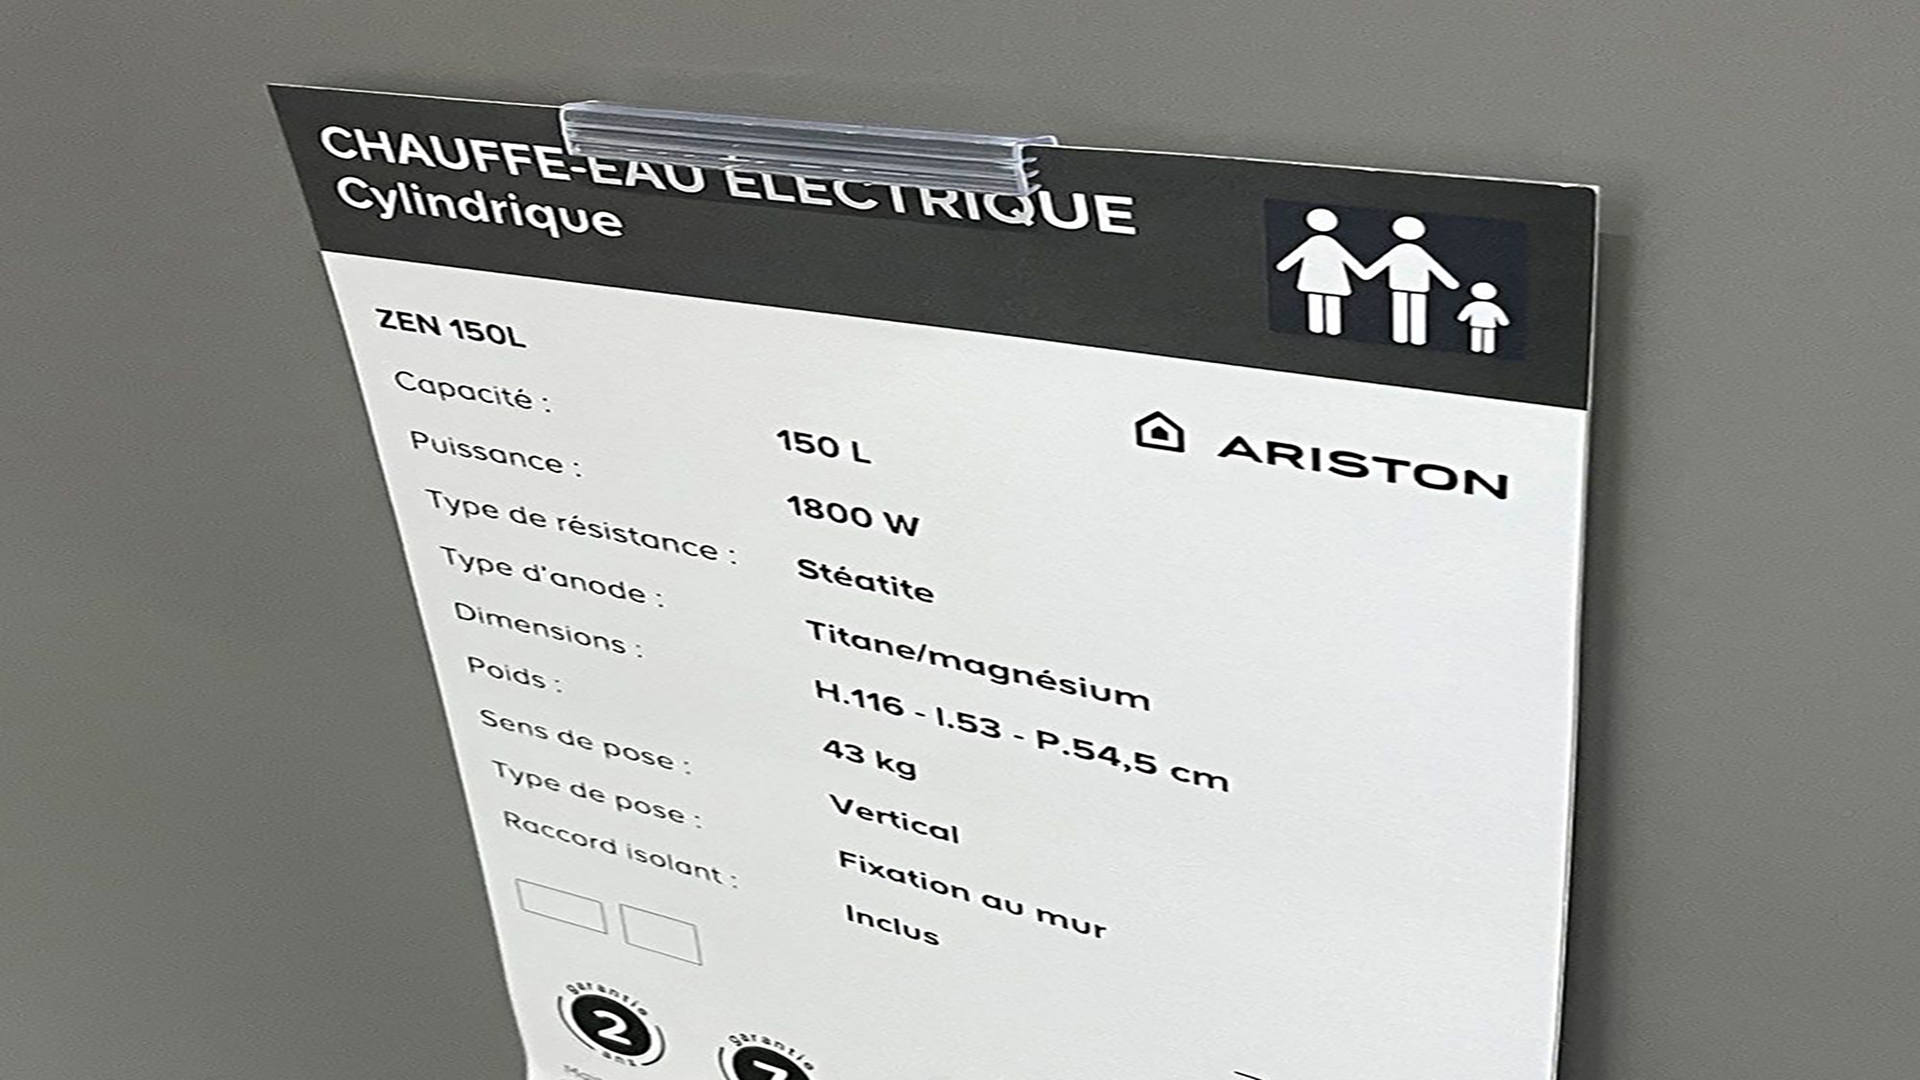 CHAUFFE-EAU ÉLECTRIQUE
Cylindrique
ZEN 150L
ARISTON
Capacité : 150 L
Puissance : 1800 W
Type de résistance : Stéatite
Type d'anode : Titane/magnésium
Dimensions : H.116 - l.53 - P.54,5 cm
Poids : 43 kg
Sens de pose : Vertical
Type de pose : Fixation au mur
Raccord isolant : Inclus
garantie
2
ans
garantie
7